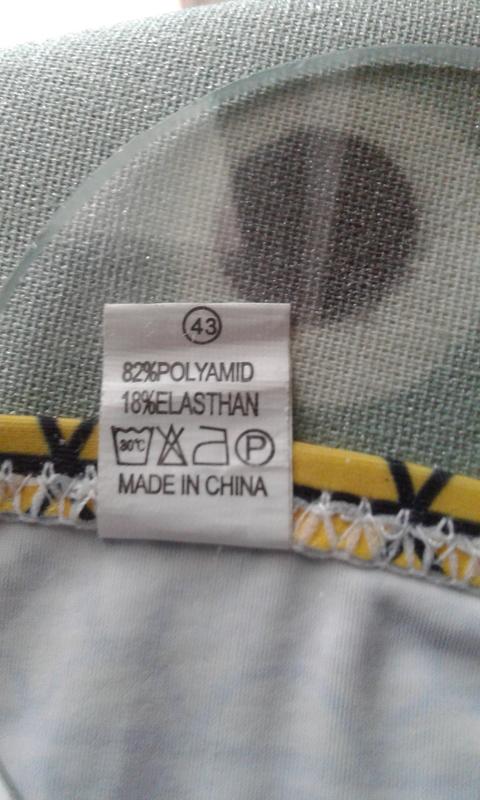 43
82%POLYAMID
18%ELASTHAN
30°C P
MADE IN CHINA